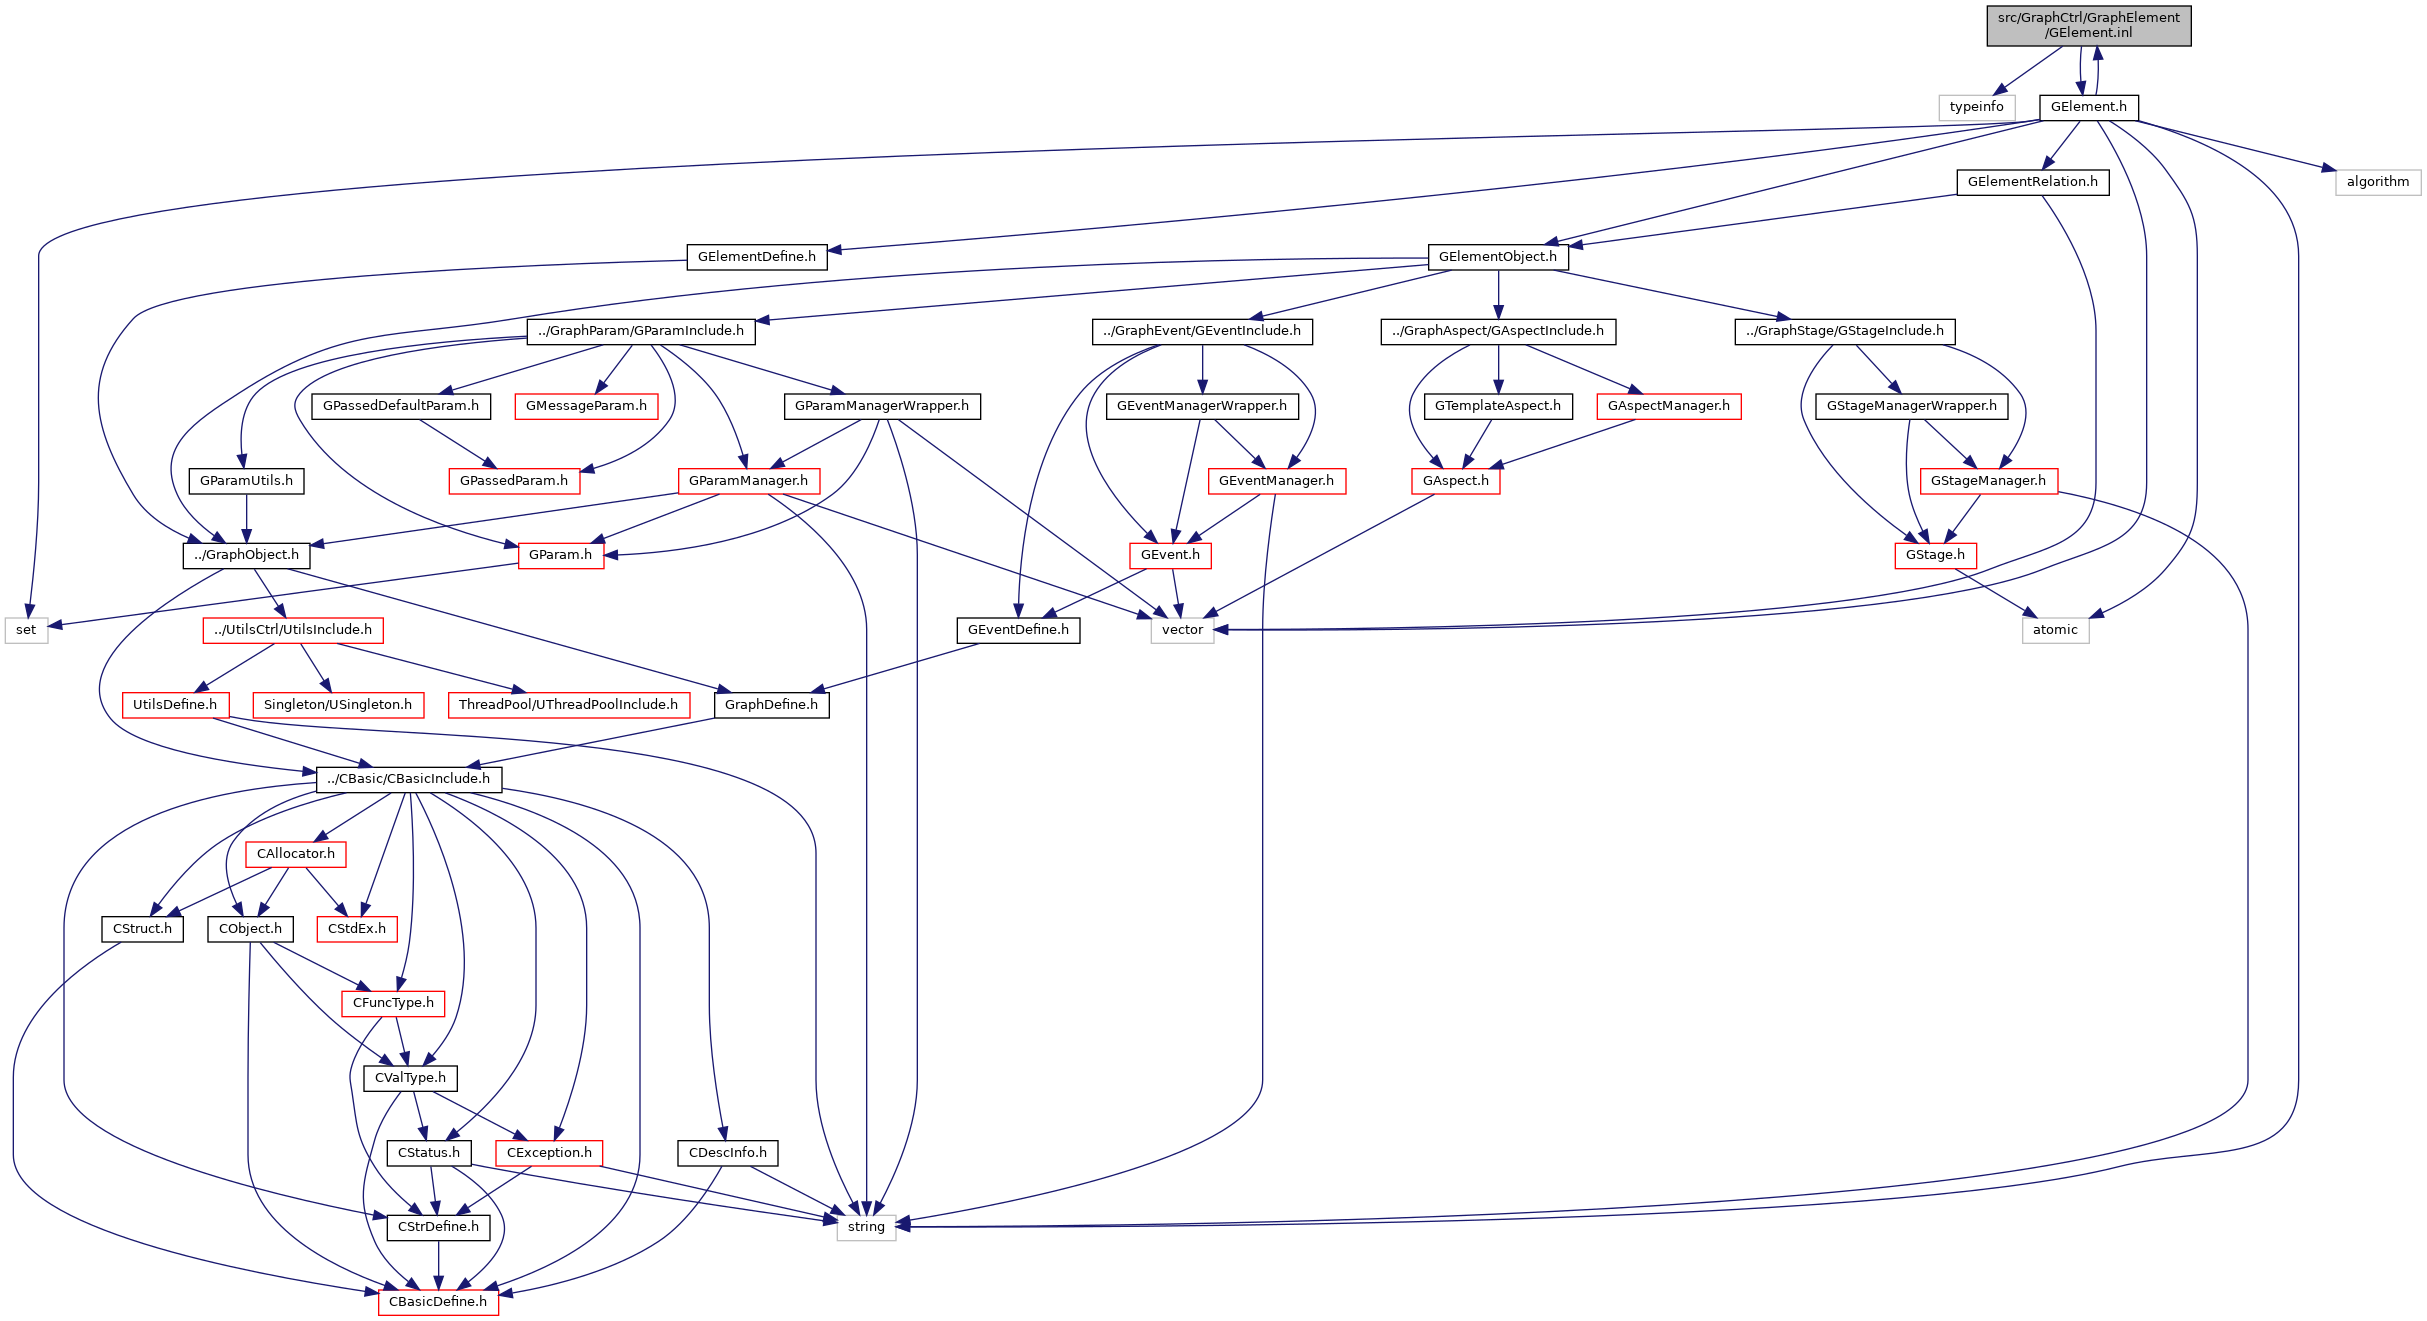 src/GraphCtrl/GraphElement
/GElement.inl
typeinfo
GElement.h
GElementRelation.h
algorithm
GElementDefine.h
GElementObject.h
../GraphParam/GParamInclude.h
../GraphEvent/GEventInclude.h
../GraphAspect/GAspectInclude.h
../GraphStage/GStageInclude.h
GPassedDefaultParam.h
GMessageParam.h
GParamManagerWrapper.h
GEventManagerWrapper.h
GTemplateAspect.h
GAspectManager.h
GStageManagerWrapper.h
GParamUtils.h
GPassedParam.h
GParamManager.h
GEventManager.h
GAspect.h
GStageManager.h
../GraphObject.h
GParam.h
GEvent.h
GStage.h
set
../UtilsCtrl/UtilsInclude.h
GEventDefine.h
vector
atomic
UtilsDefine.h
Singleton/USingleton.h
ThreadPool/UThreadPoolInclude.h
GraphDefine.h
../CBasic/CBasicInclude.h
CAllocator.h
CStruct.h
CObject.h
CStdEx.h
CFuncType.h
CValType.h
CStatus.h
CException.h
CDescInfo.h
CStrDefine.h
string
CBasicDefine.h